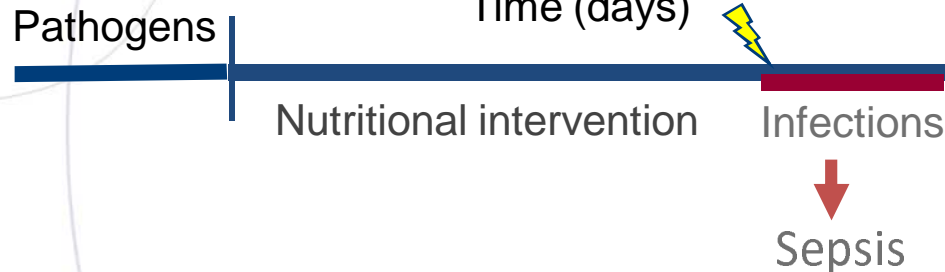 Time (days)
Pathogens
Nutritional intervention
Infections
Sepsis